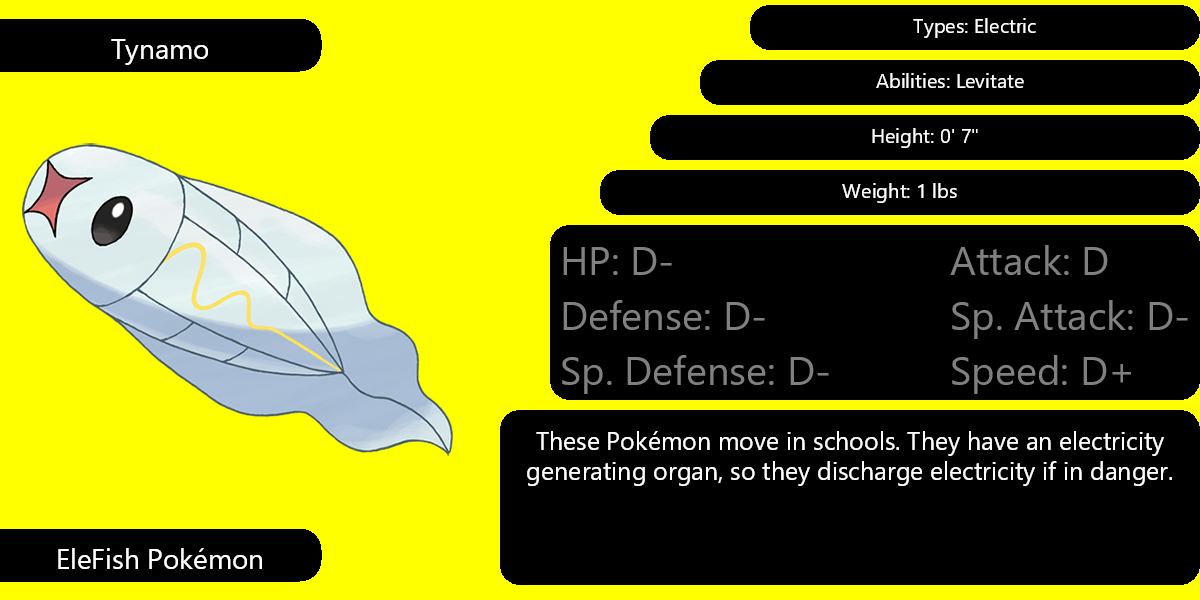 Tynamo
Types: Electric
Abilities: Levitate
Height: 0' 7"
Weight: 1 lbs
HP: D-
Attack: D
Defense: D-
Sp. Attack: D-
Sp. Defense: D-
Speed: D+
These Pokémon move in schools. They have an electricity
generating organ, so they discharge electricity if in danger.
EleFish Pokémon